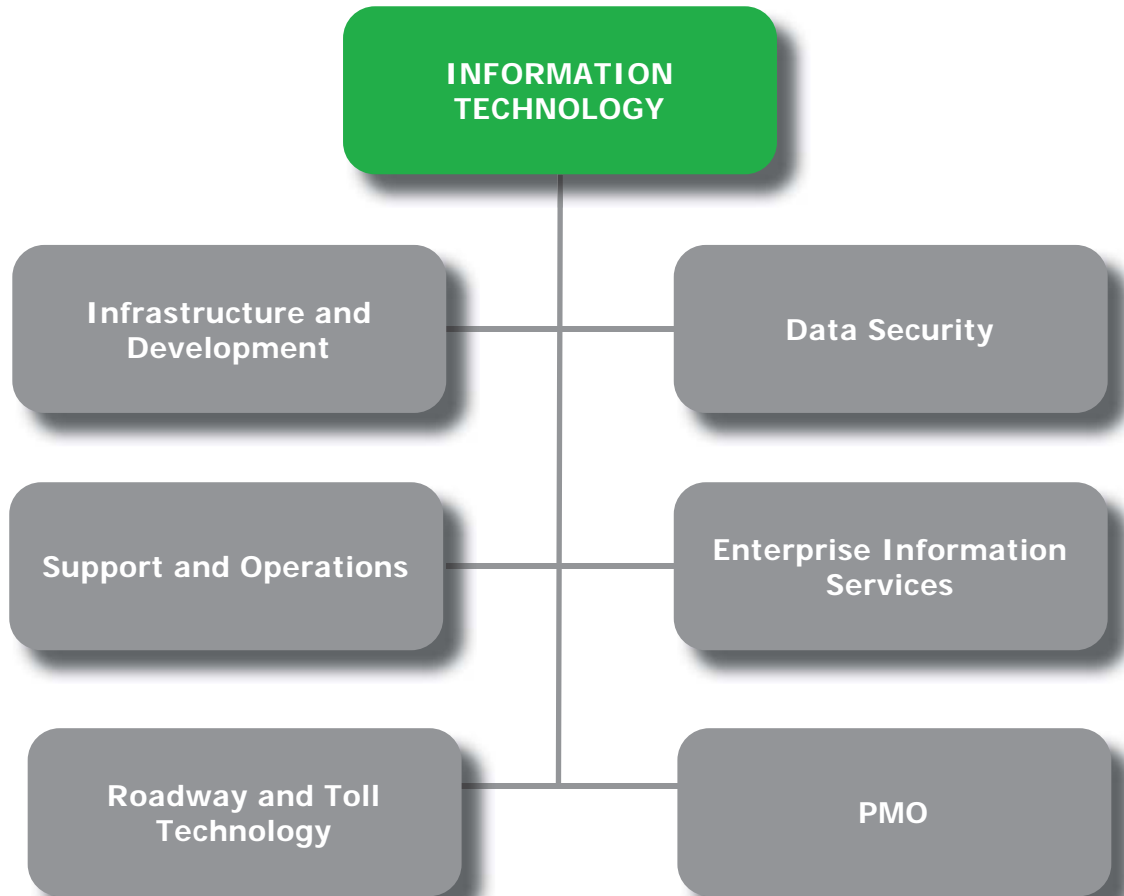 INFORMATION
TECHNOLOGY
Infrastructure and
Development
Data Security
Support and Operations
Enterprise Information
Services
Roadway and Toll
Technology
PMO